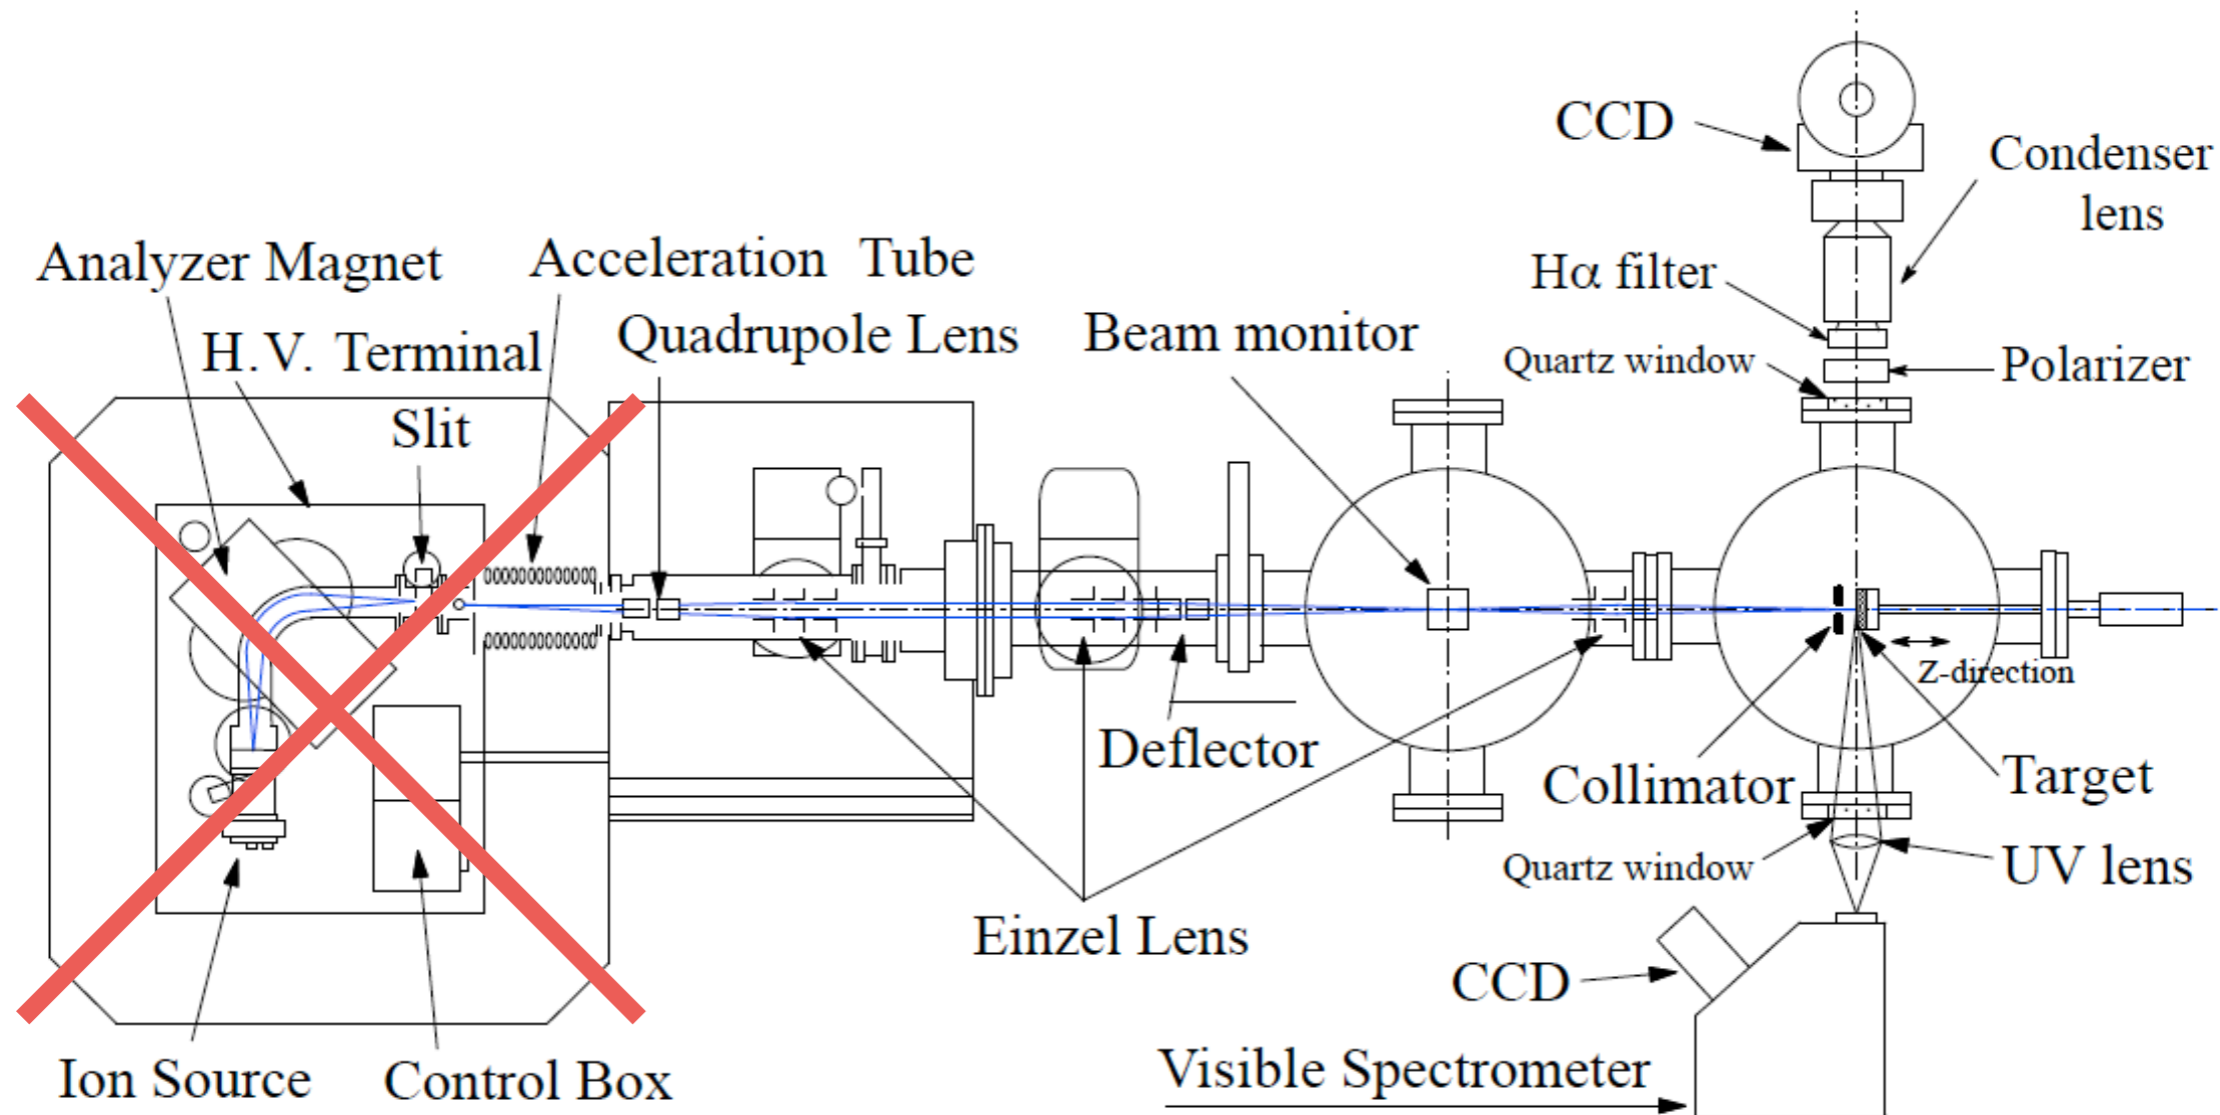 CCD
Condenser
lens
Analyzer Magnet
Acceleration Tube
Hα filter
H.V. Terminal
Quadrupole Lens
Beam monitor
Quartz window
Polarizer
Slit
Z-direction
Deflector
Collimator
Target
Quartz window
UV lens
Einzel Lens
CCD
Ion Source
Control Box
Visible Spectrometer